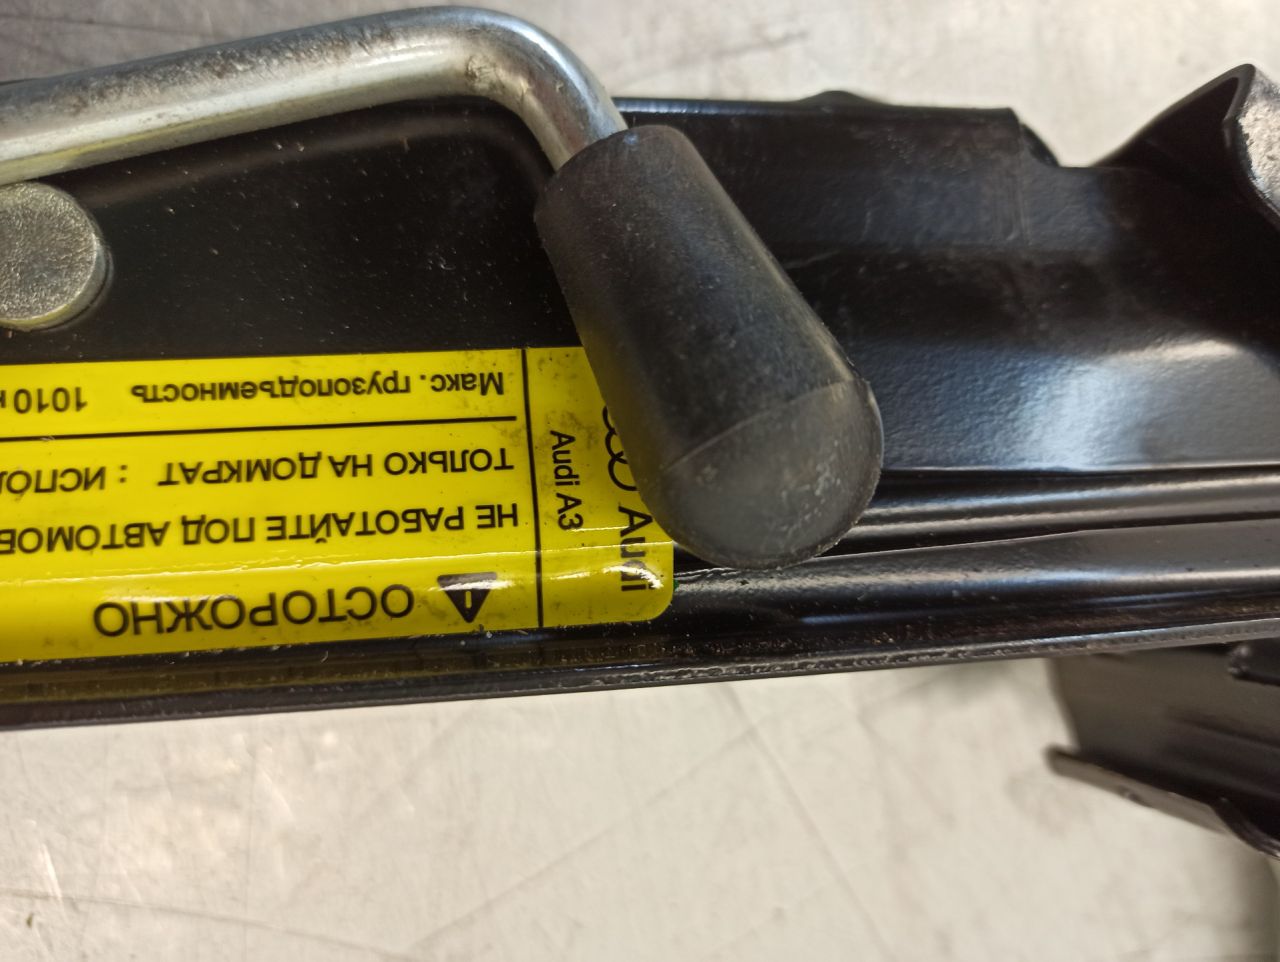 Audi
Audi A3
ОСТОРОЖНО
НЕ РАБОТАЙТЕ ПОД
ТОЛЬКО НА ДОМКРАТ :
Макс. грузоподъемность 1010